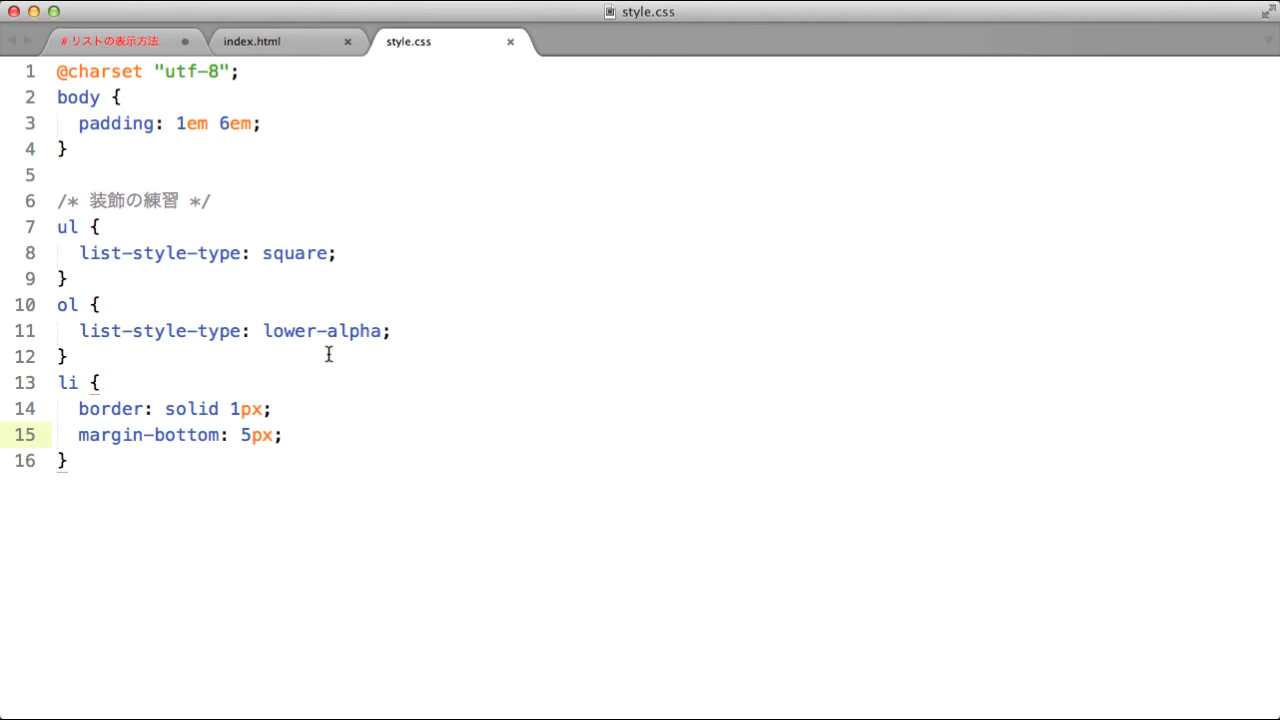 style.css
# リストの表示方法
index.html
style.css
1 @charset "utf-8";
2 body {
3 padding: 1em 6em;
4 }
5
6 /* 装飾の練習 */
7 ul {
8 list-style-type: square;
9 }
10 ol {
11 list-style-type: lower-alpha;
12 }
13 li {
14 border: solid 1px;
15 margin-bottom: 5px;
16 }